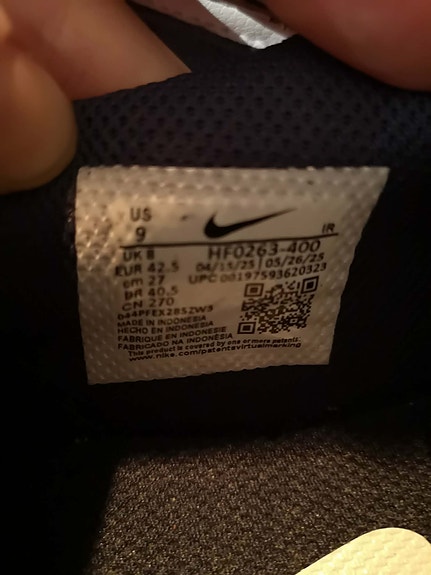 US
9
IR
UK 8
HF0263-400
EUR 42.5
04/15/25 | 05/26/25
cm 27
UPC 00197593620323
BR 40.5
CN 270
MADE IN INDONESIA
HECHO EN INDONESIA
FABRIQUE EN INDONESIE
FABRICADO NA INDONÉSIA
This product is covered by one or more patents.
www.nike.com/patentsvirtualmarking